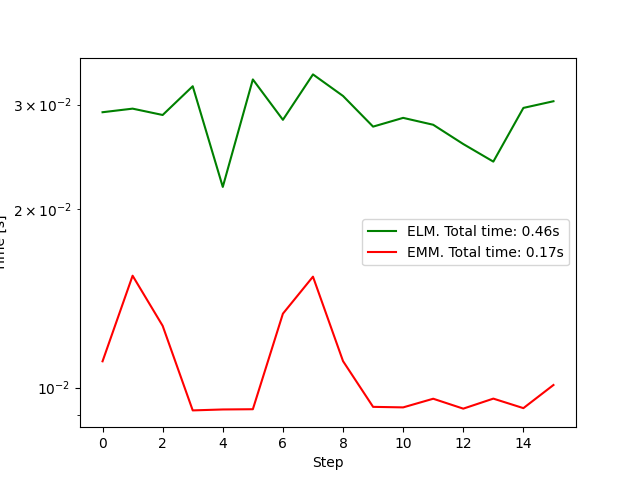 3 × 10⁻²
2 × 10⁻²
10⁻²
Time [s]
ELM. Total time: 0.46s
EMM. Total time: 0.17s
0 2 4 6 8 10 12 14
Step